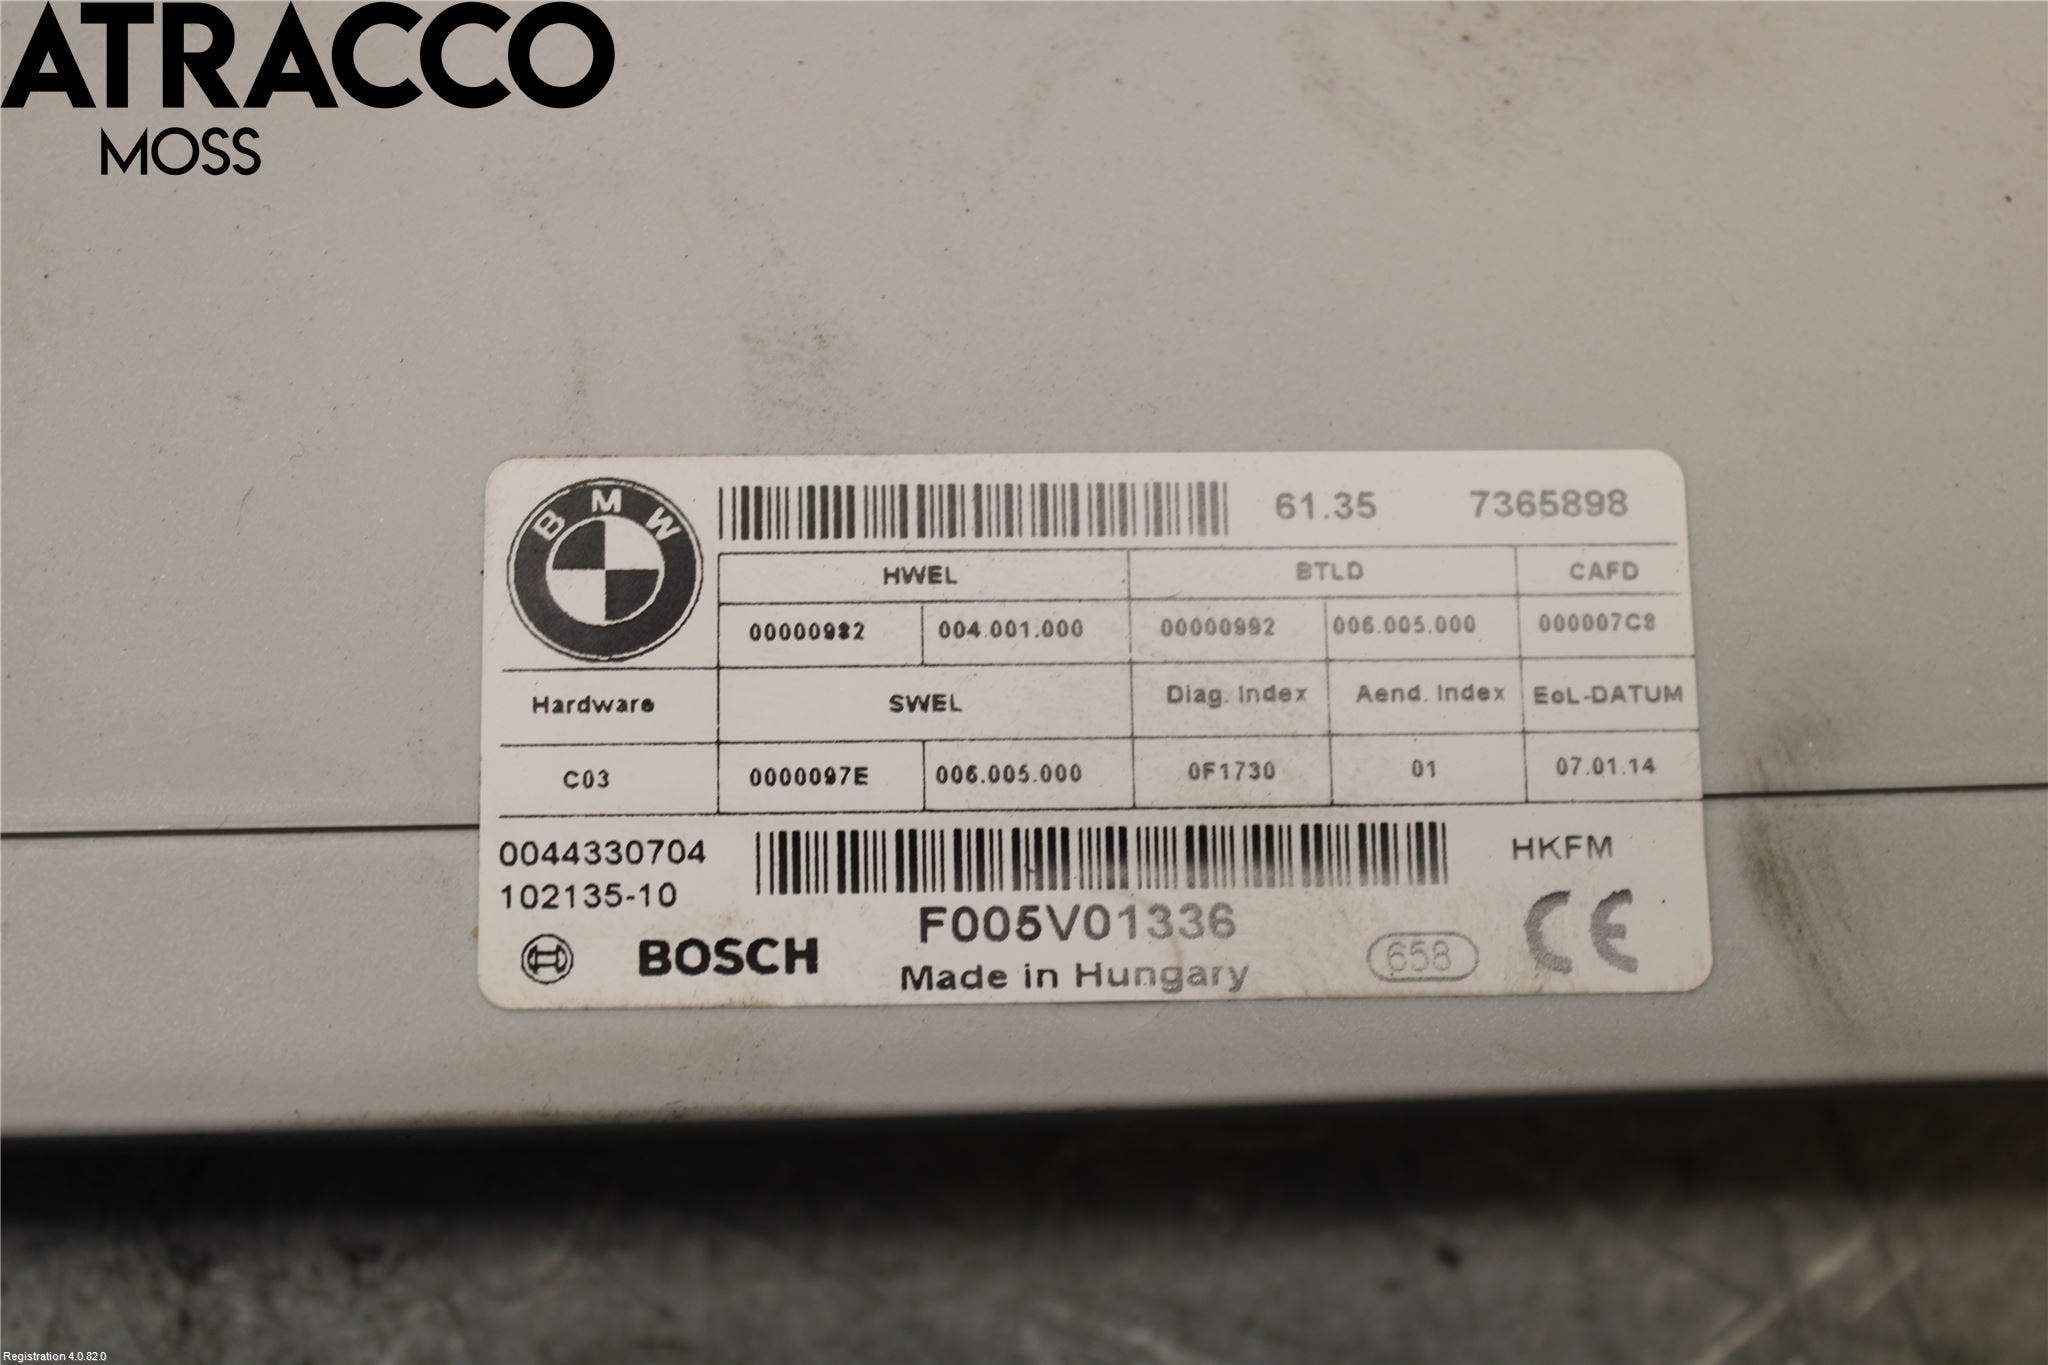 ATRACCO
MOSS
BMW
61.35 7365898
HWEL BTLD CAFD
00000982 004.001.000 00000992 006.005.000 000007C8
Hardware SWEL Diag. Index Aend. Index EoL-DATUM
C03 0000097E 006.005.000 0F1730 01 07.01.14
0044330704 HKFM
102135-10
F005V01336
BOSCH 658 CE
Made in Hungary
Registration 4.0.82.0